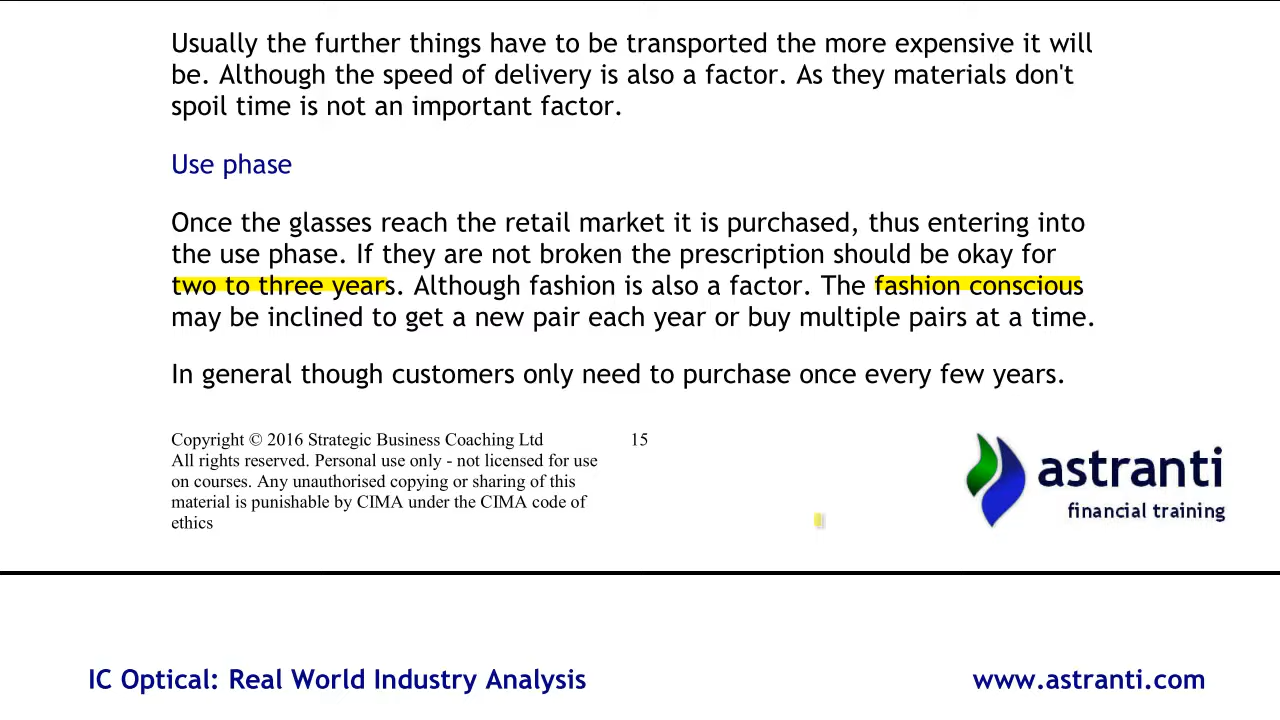 Usually the further things have to be transported the more expensive it will
be. Although the speed of delivery is also a factor. As they materials don't
spoil time is not an important factor.
Use phase
Once the glasses reach the retail market it is purchased, thus entering into
the use phase. If they are not broken the prescription should be okay for
two to three years. Although fashion is also a factor. The fashion conscious
may be inclined to get a new pair each year or buy multiple pairs at a time.
In general though customers only need to purchase once every few years.
Copyright © 2016 Strategic Business Coaching Ltd
All rights reserved. Personal use only - not licensed for use
on courses. Any unauthorised copying or sharing of this
material is punishable by CIMA under the CIMA code of
ethics
15
astranti
financial training
IC Optical: Real World Industry Analysis
www.astranti.com